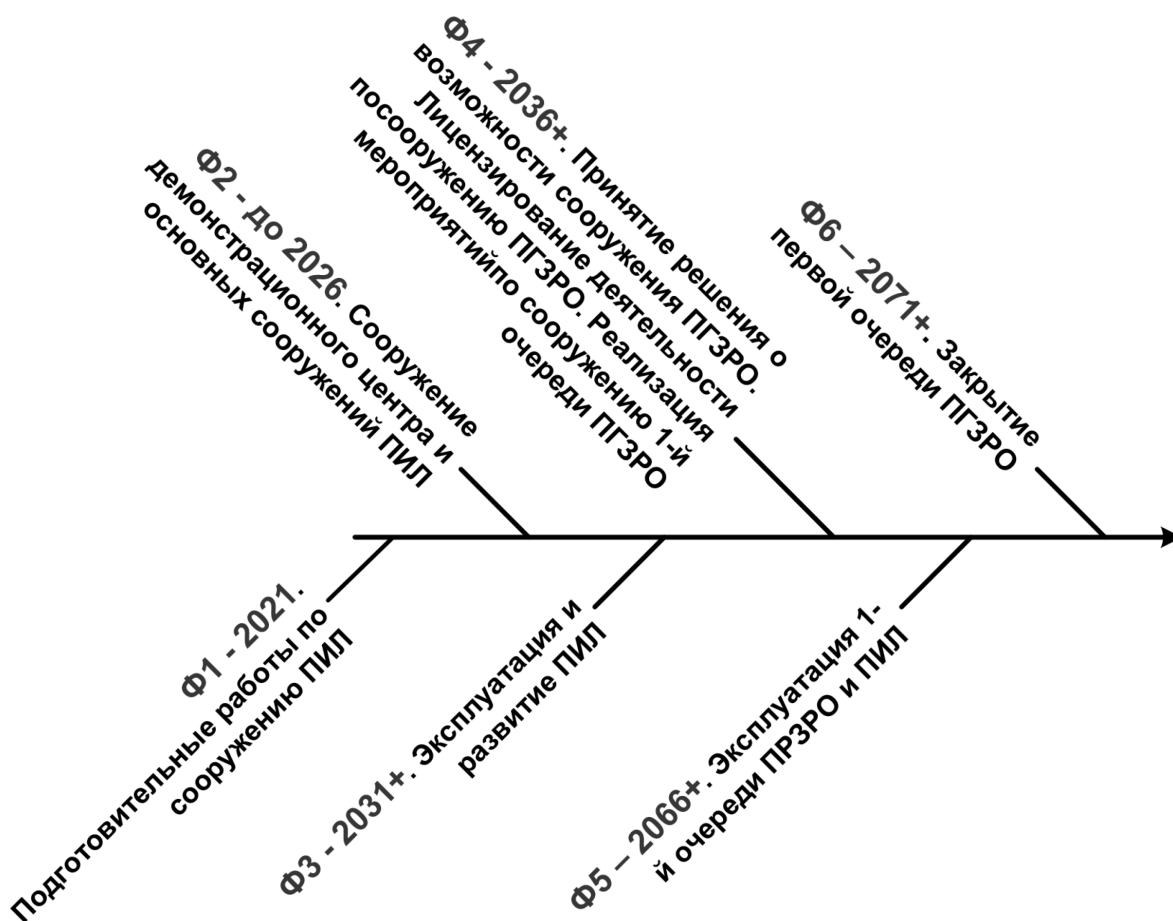 Ф4 - 2036+. Принятие решения о
возможности сооружения ПГЗРО.
Лицензирование деятельности
посооружению ПГЗРО. Реализация
мероприятийпо сооружению 1-й
очереди ПГЗРО
Ф2 - до 2026. Сооружение
демонстрационного центра и
основных сооружений ПИЛ
Ф6 – 2071+. Закрытие
первой очереди ПГЗРО
Ф1 - 2021.
Подготовительные работы по
сооружению ПИЛ
Ф3 - 2031+. Эксплуатация и
развитие ПИЛ
Ф5 – 2066+. Эксплуатация 1-
й очереди ПРЗРО и ПИЛ